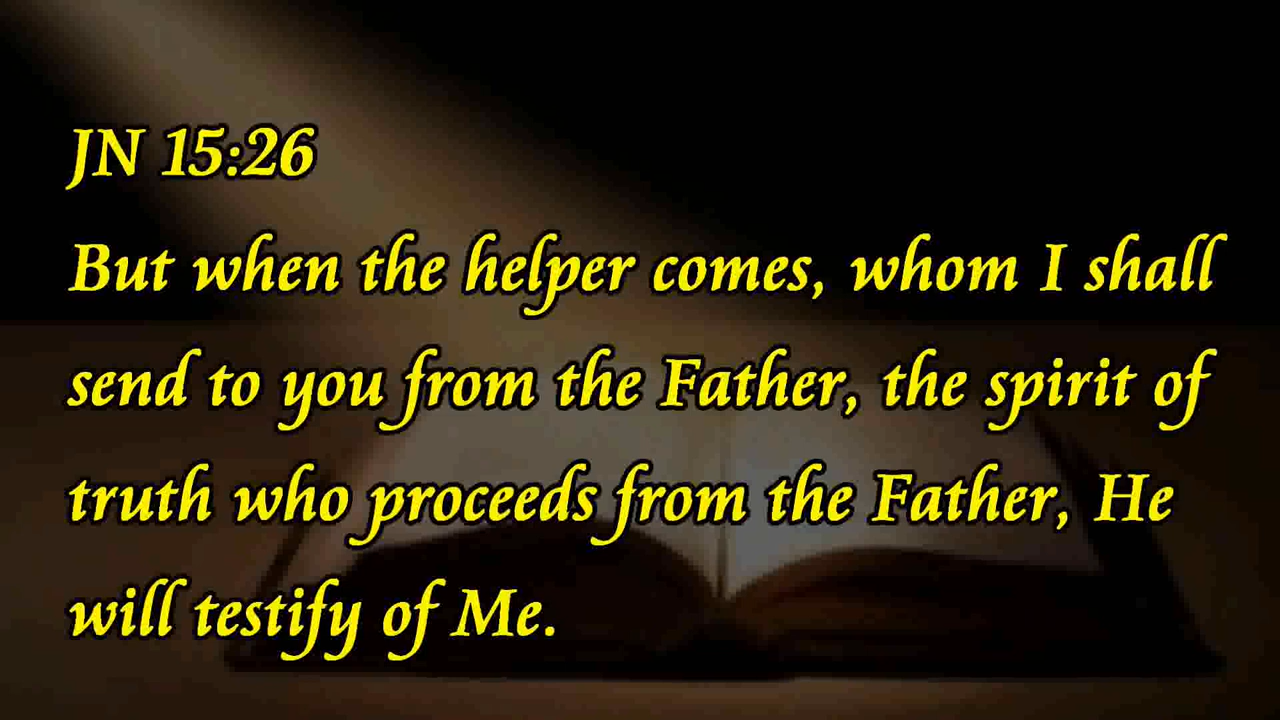 JN 15:26
But when the helper comes, whom I shall
send to you from the Father, the spirit of
truth who proceeds from the Father, He
will testify of Me.